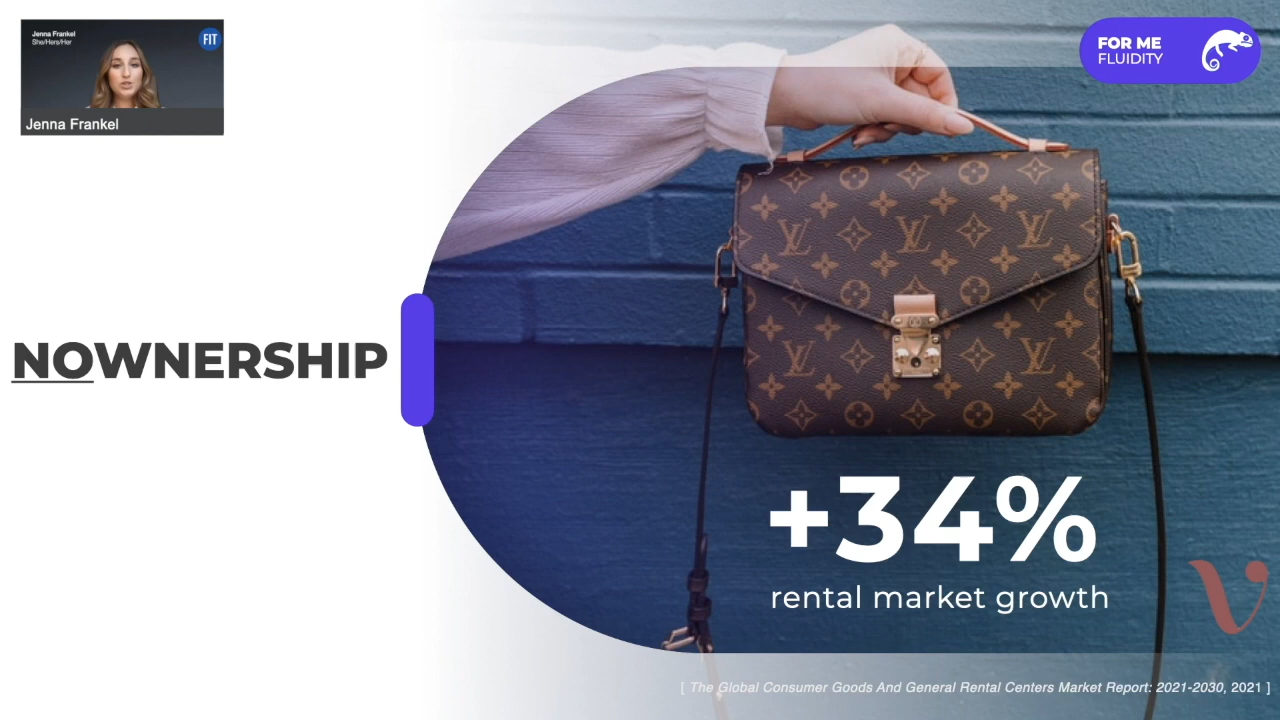 Jenna Frankel
She/Hers/Her
FIT
Jenna Frankel
FOR ME
FLUIDITY
NOWNERSHIP
+34%
rental market growth
V
[ The Global Consumer Goods And General Rental Centers Market Report: 2021-2030, 2021 ]